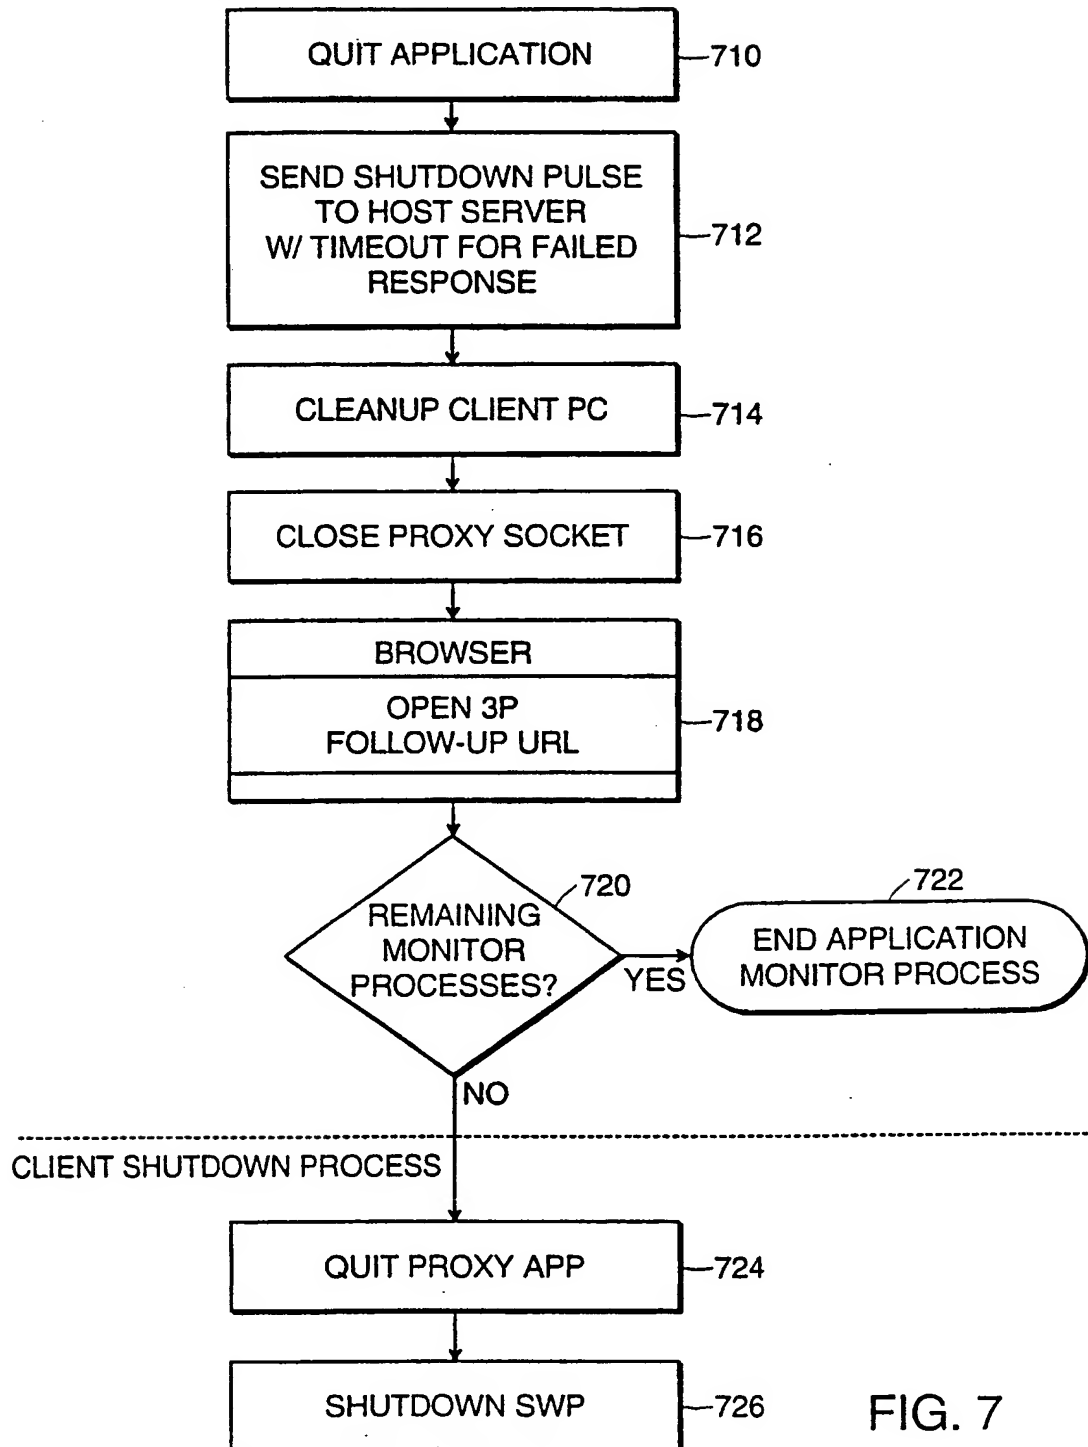 QUIT APPLICATION
710
SEND SHUTDOWN PULSE
TO HOST SERVER
W/ TIMEOUT FOR FAILED
RESPONSE
712
CLEANUP CLIENT PC
714
CLOSE PROXY SOCKET
716
BROWSER
OPEN 3P
FOLLOW-UP URL
718
720
REMAINING
MONITOR
PROCESSES?
YES
722
END APPLICATION
MONITOR PROCESS
NO
CLIENT SHUTDOWN PROCESS
QUIT PROXY APP
724
SHUTDOWN SWP
726
FIG. 7